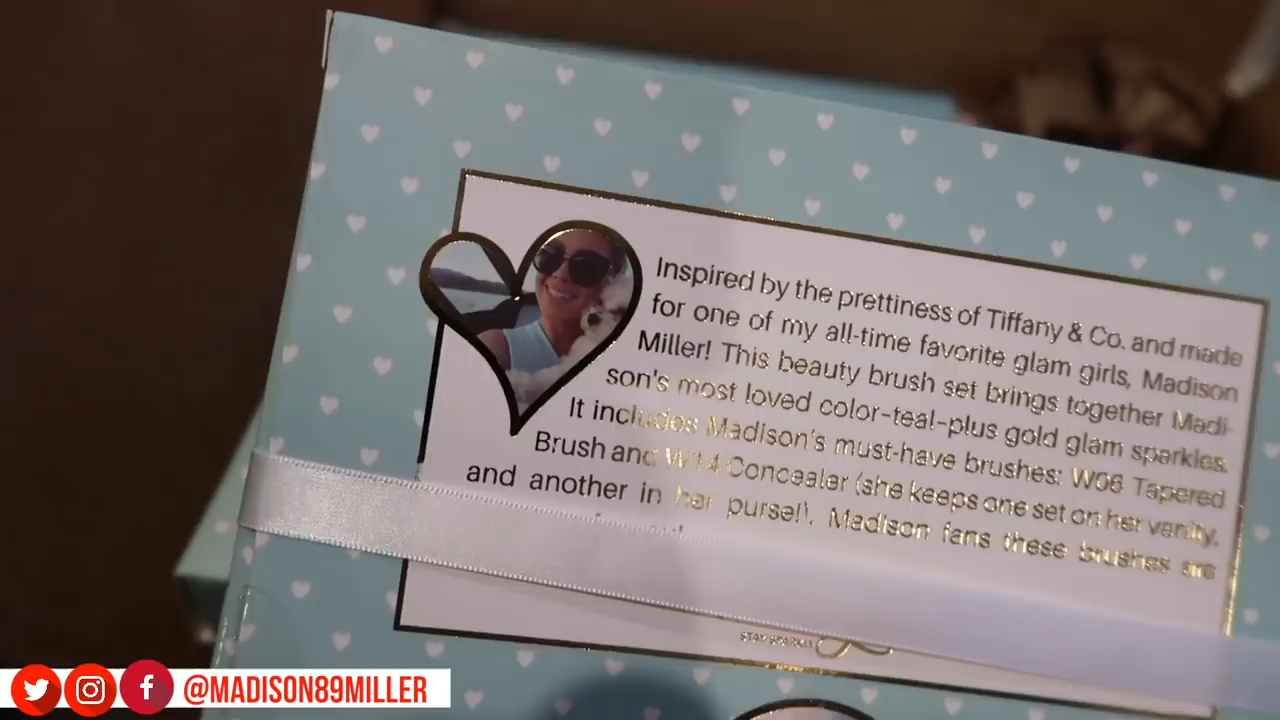 Inspired by the prettiness of Tiffany & Co. and made
for one of my all-time favorite glam girls, Madison
Miller! This beauty brush set brings together Madi-
son's most loved color-teal-plus gold glam sparkles.
It includes Madison's must-have brushes: W06 Tapered
Brush and W14 Concealer (she keeps one set on her vanity,
and another in her purse!). Madison fans these brushes are
STAY SPARKLY
@MADISON89MILLER